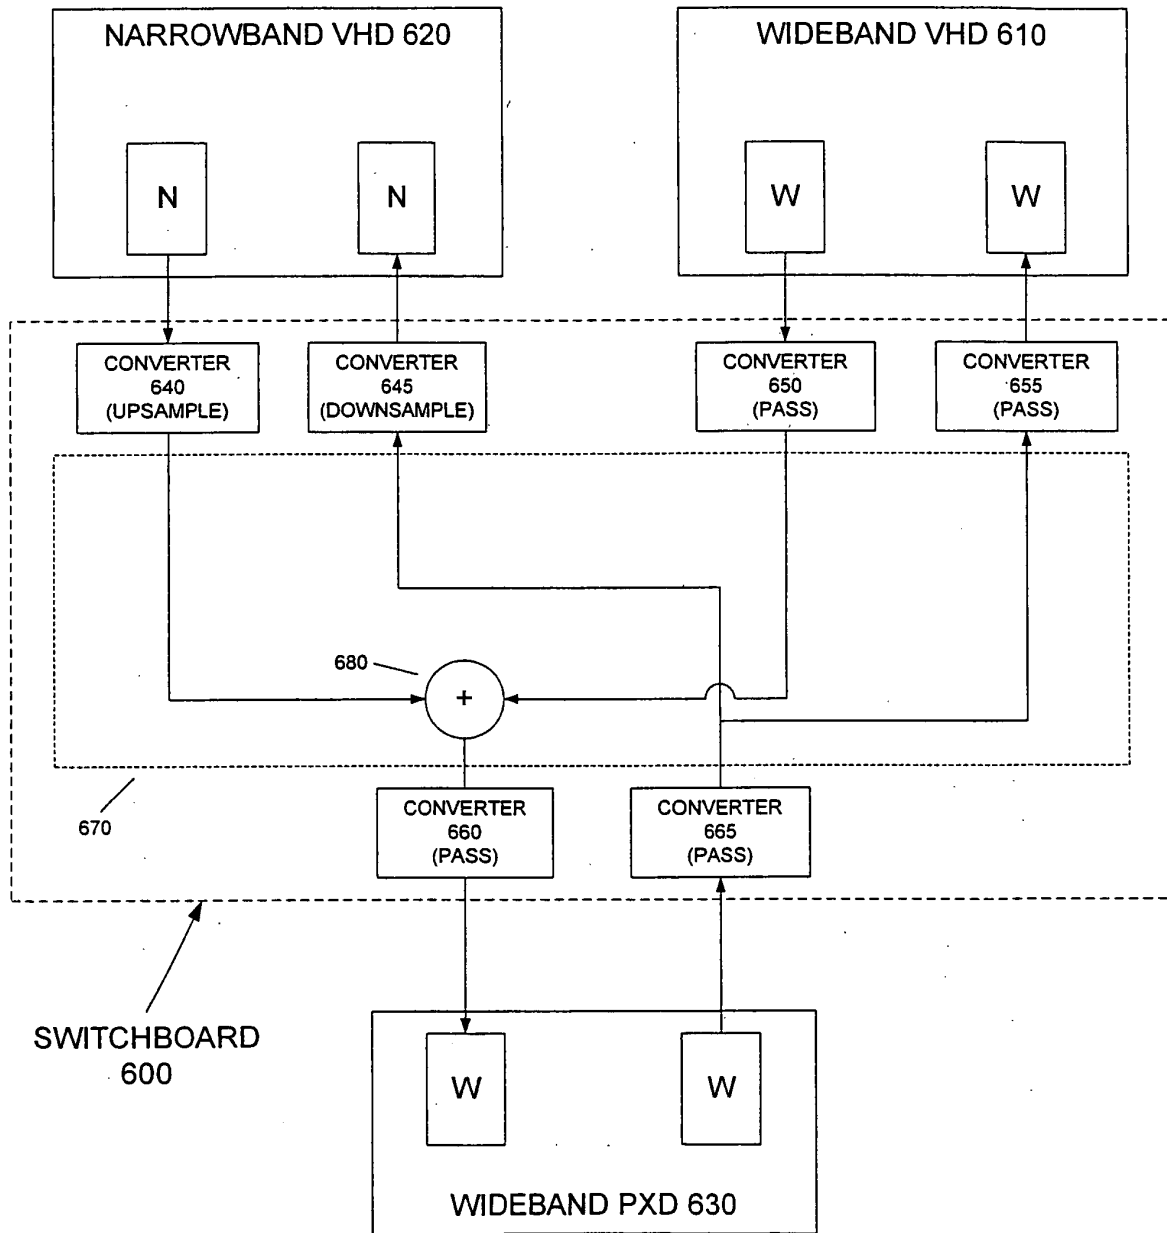 NARROWBAND VHD 620
WIDEBAND VHD 610
N
N
W
W
CONVERTER
640
(UPSAMPLE)
CONVERTER
645
(DOWNSAMPLE)
CONVERTER
650
(PASS)
CONVERTER
655
(PASS)
680
+
670
CONVERTER
660
(PASS)
CONVERTER
665
(PASS)
SWITCHBOARD
600
W
W
WIDEBAND PXD 630